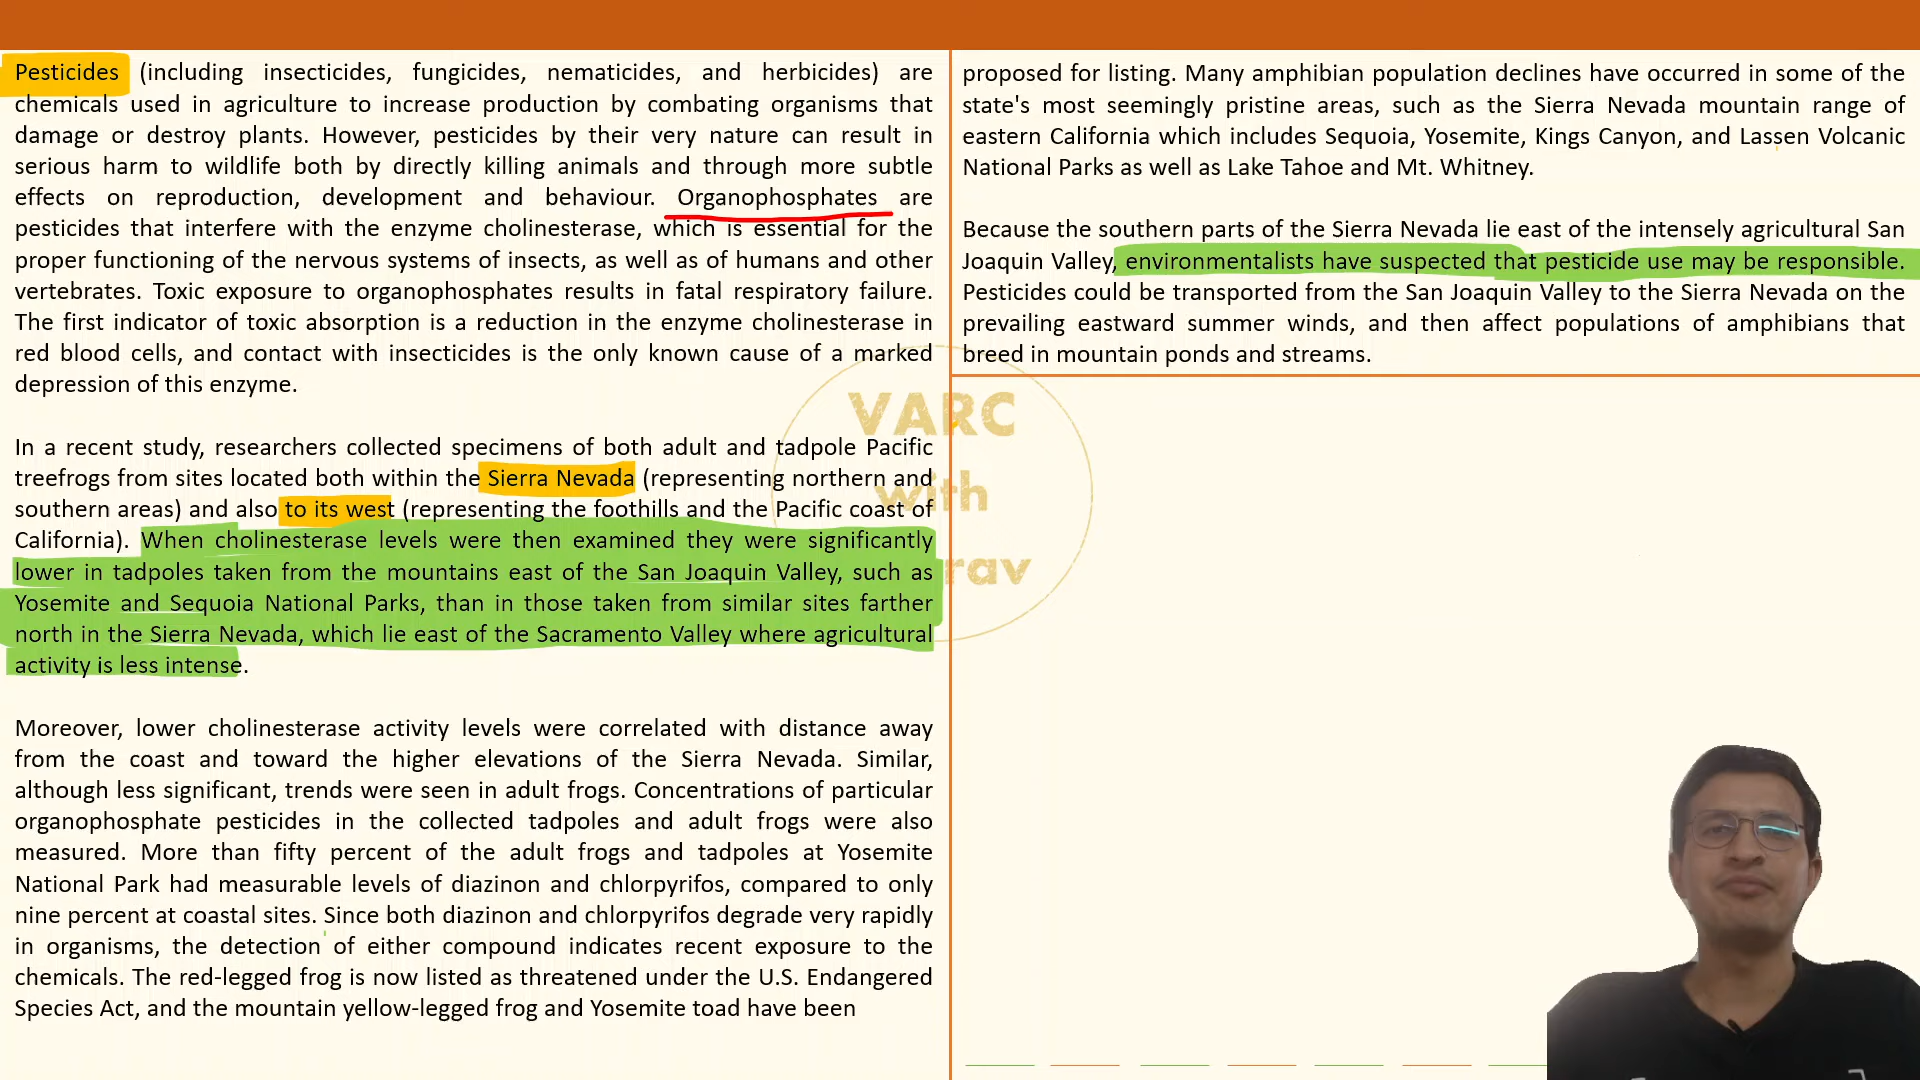 Pesticides (including insecticides, fungicides, nematicides, and herbicides) are
chemicals used in agriculture to increase production by combating organisms that
damage or destroy plants. However, pesticides by their very nature can result in
serious harm to wildlife both by directly killing animals and through more subtle
effects on reproduction, development and behaviour. Organophosphates are
pesticides that interfere with the enzyme cholinesterase, which is essential for the
proper functioning of the nervous systems of insects, as well as of humans and other
vertebrates. Toxic exposure to organophosphates results in fatal respiratory failure.
The first indicator of toxic absorption is a reduction in the enzyme cholinesterase in
red blood cells, and contact with insecticides is the only known cause of a marked
depression of this enzyme.
In a recent study, researchers collected specimens of both adult and tadpole Pacific
treefrogs from sites located both within the Sierra Nevada (representing northern and
southern areas) and also to its west (representing the foothills and the Pacific coast of
California). When cholinesterase levels were then examined they were significantly
lower in tadpoles taken from the mountains east of the San Joaquin Valley, such as
Yosemite and Sequoia National Parks, than in those taken from similar sites farther
north in the Sierra Nevada, which lie east of the Sacramento Valley where agricultural
activity is less intense.
Moreover, lower cholinesterase activity levels were correlated with distance away
from the coast and toward the higher elevations of the Sierra Nevada. Similar,
although less significant, trends were seen in adult frogs. Concentrations of particular
organophosphate pesticides in the collected tadpoles and adult frogs were also
measured. More than fifty percent of the adult frogs and tadpoles at Yosemite
National Park had measurable levels of diazinon and chlorpyrifos, compared to only
nine percent at coastal sites. Since both diazinon and chlorpyrifos degrade very rapidly
in organisms, the detection of either compound indicates recent exposure to the
chemicals. The red-legged frog is now listed as threatened under the U.S. Endangered
Species Act, and the mountain yellow-legged frog and Yosemite toad have been
proposed for listing. Many amphibian population declines have occurred in some of the
state's most seemingly pristine areas, such as the Sierra Nevada mountain range of
eastern California which includes Sequoia, Yosemite, Kings Canyon, and Lassen Volcanic
National Parks as well as Lake Tahoe and Mt. Whitney.
Because the southern parts of the Sierra Nevada lie east of the intensely agricultural San
Joaquin Valley, environmentalists have suspected that pesticide use may be responsible.
Pesticides could be transported from the San Joaquin Valley to the Sierra Nevada on the
prevailing eastward summer winds, and then affect populations of amphibians that
breed in mountain ponds and streams.
VARC
with
rav